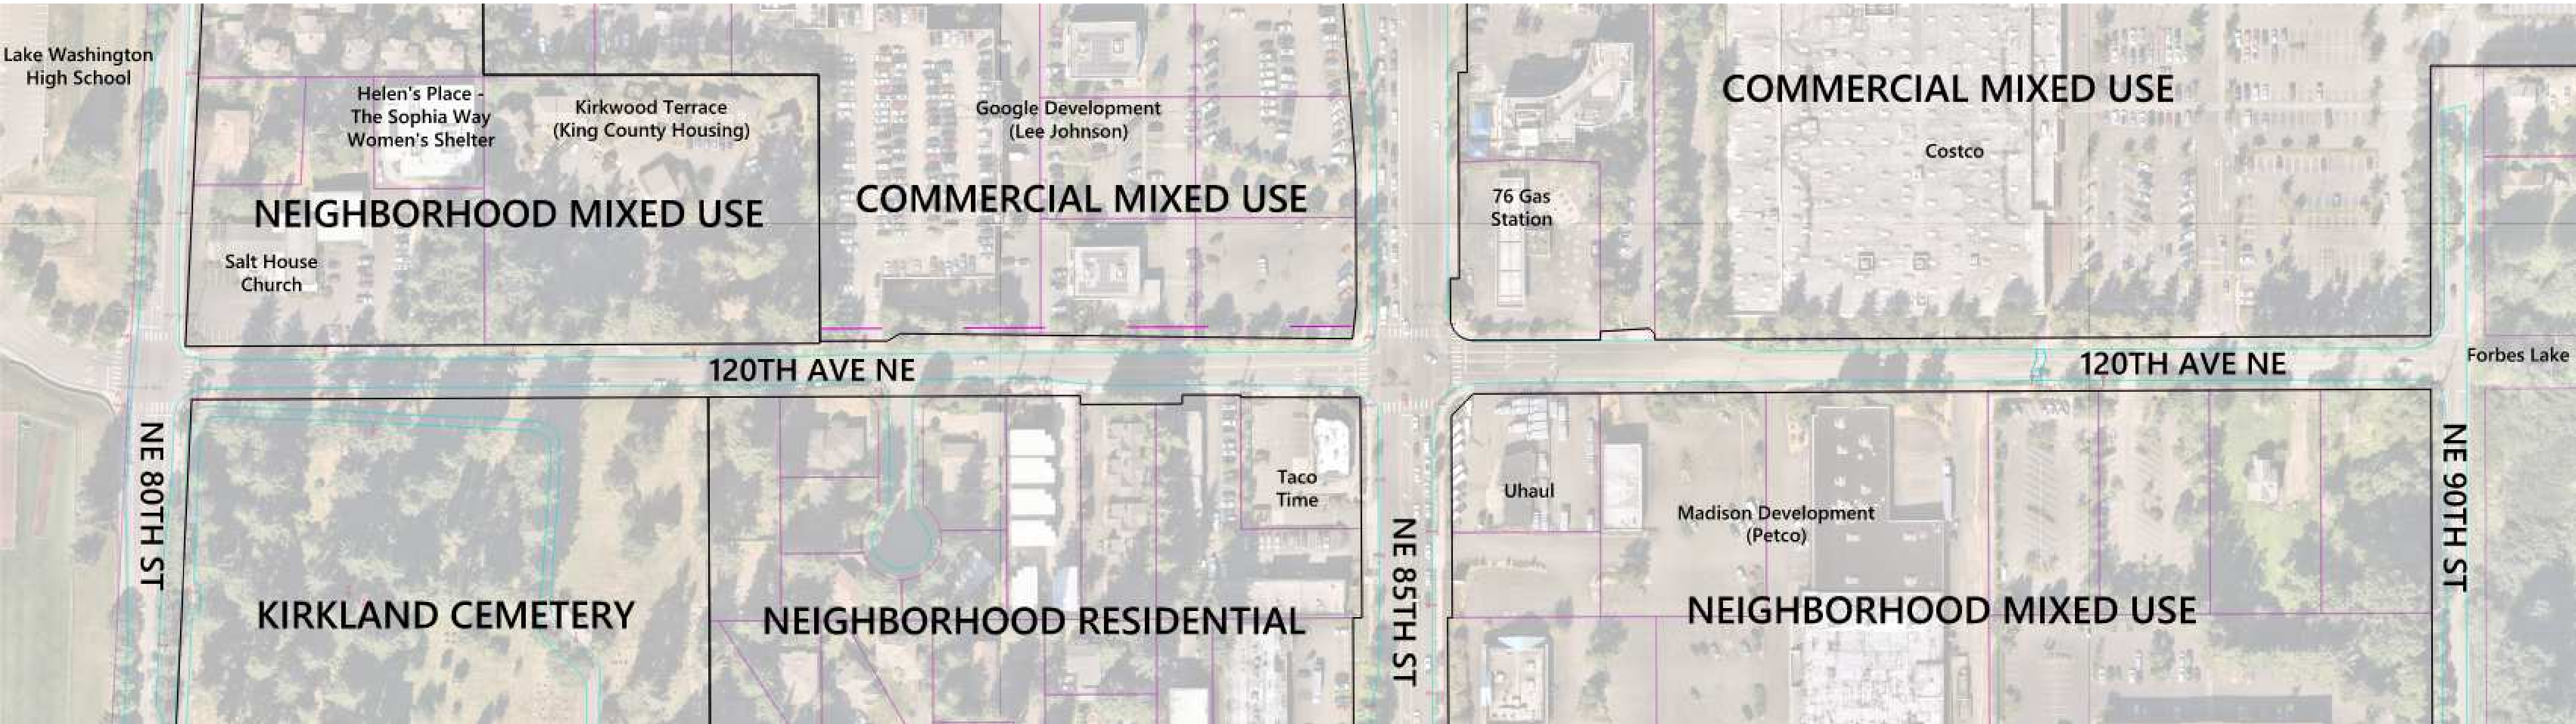 Lake Washington
High School
Helen's Place -
The Sophia Way
Women's Shelter
Kirkwood Terrace
(King County Housing)
NEIGHBORHOOD MIXED USE
Salt House
Church
Google Development
(Lee Johnson)
COMMERCIAL MIXED USE
76 Gas
Station
COMMERCIAL MIXED USE
Costco
120TH AVE NE
120TH AVE NE
Forbes Lake
NE 80TH ST
KIRKLAND CEMETERY
NEIGHBORHOOD RESIDENTIAL
Taco
Time
NE 85TH ST
Uhaul
Madison Development
(Petco)
NEIGHBORHOOD MIXED USE
NE 90TH ST